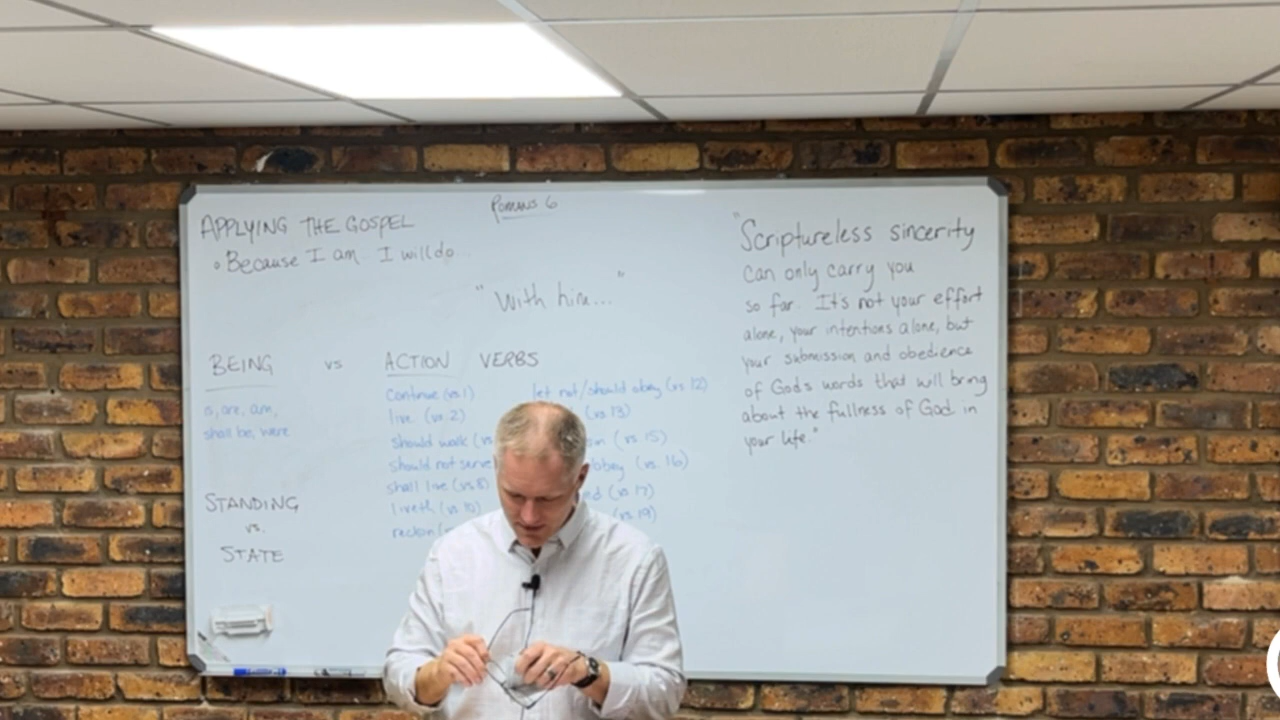 APPLYING THE GOSPEL
• Because I am I will do
Romans 6
"With him..."
BEING vs ACTION VERBS
is, are, am,
shall be, were
continue (vs.1)
live (vs. 2)
should walk (vs
should not serve
shall live (vs 8)
liveth (vs 10)
reckon (
let not/should obey (vs 12)
(vs 13)
(vs. 15)
obey (vs. 16)
(vs. 17)
(vs. 19)
STANDING
vs.
STATE
"Scriptureless sincerity
can only carry you
so far. It's not your effort
alone, your intentions alone, but
your submission and obedience
of God's words that will bring
about the fullness of God in
your life."